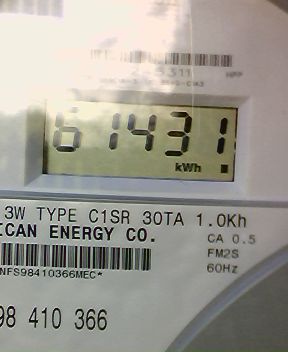 61431
kWh
3W TYPE C1SR 30TA 1.0Kh
ICAN ENERGY CO.
CA 0.5
FM2S
60Hz
NFS98410366MEC*
98 410 366